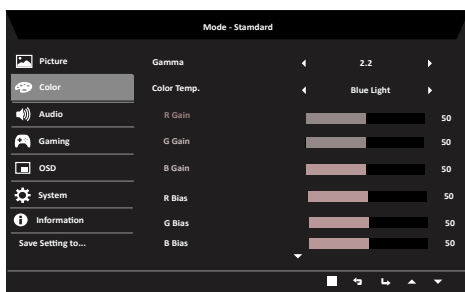 Mode - Stamdard
Picture
Gamma 2.2
Color
Color Temp. Blue Light
Audio
R Gain 50
Gaming
G Gain 50
OSD
B Gain 50
System
R Bias 50
Information
G Bias 50
Save Setting to...
B Bias 50